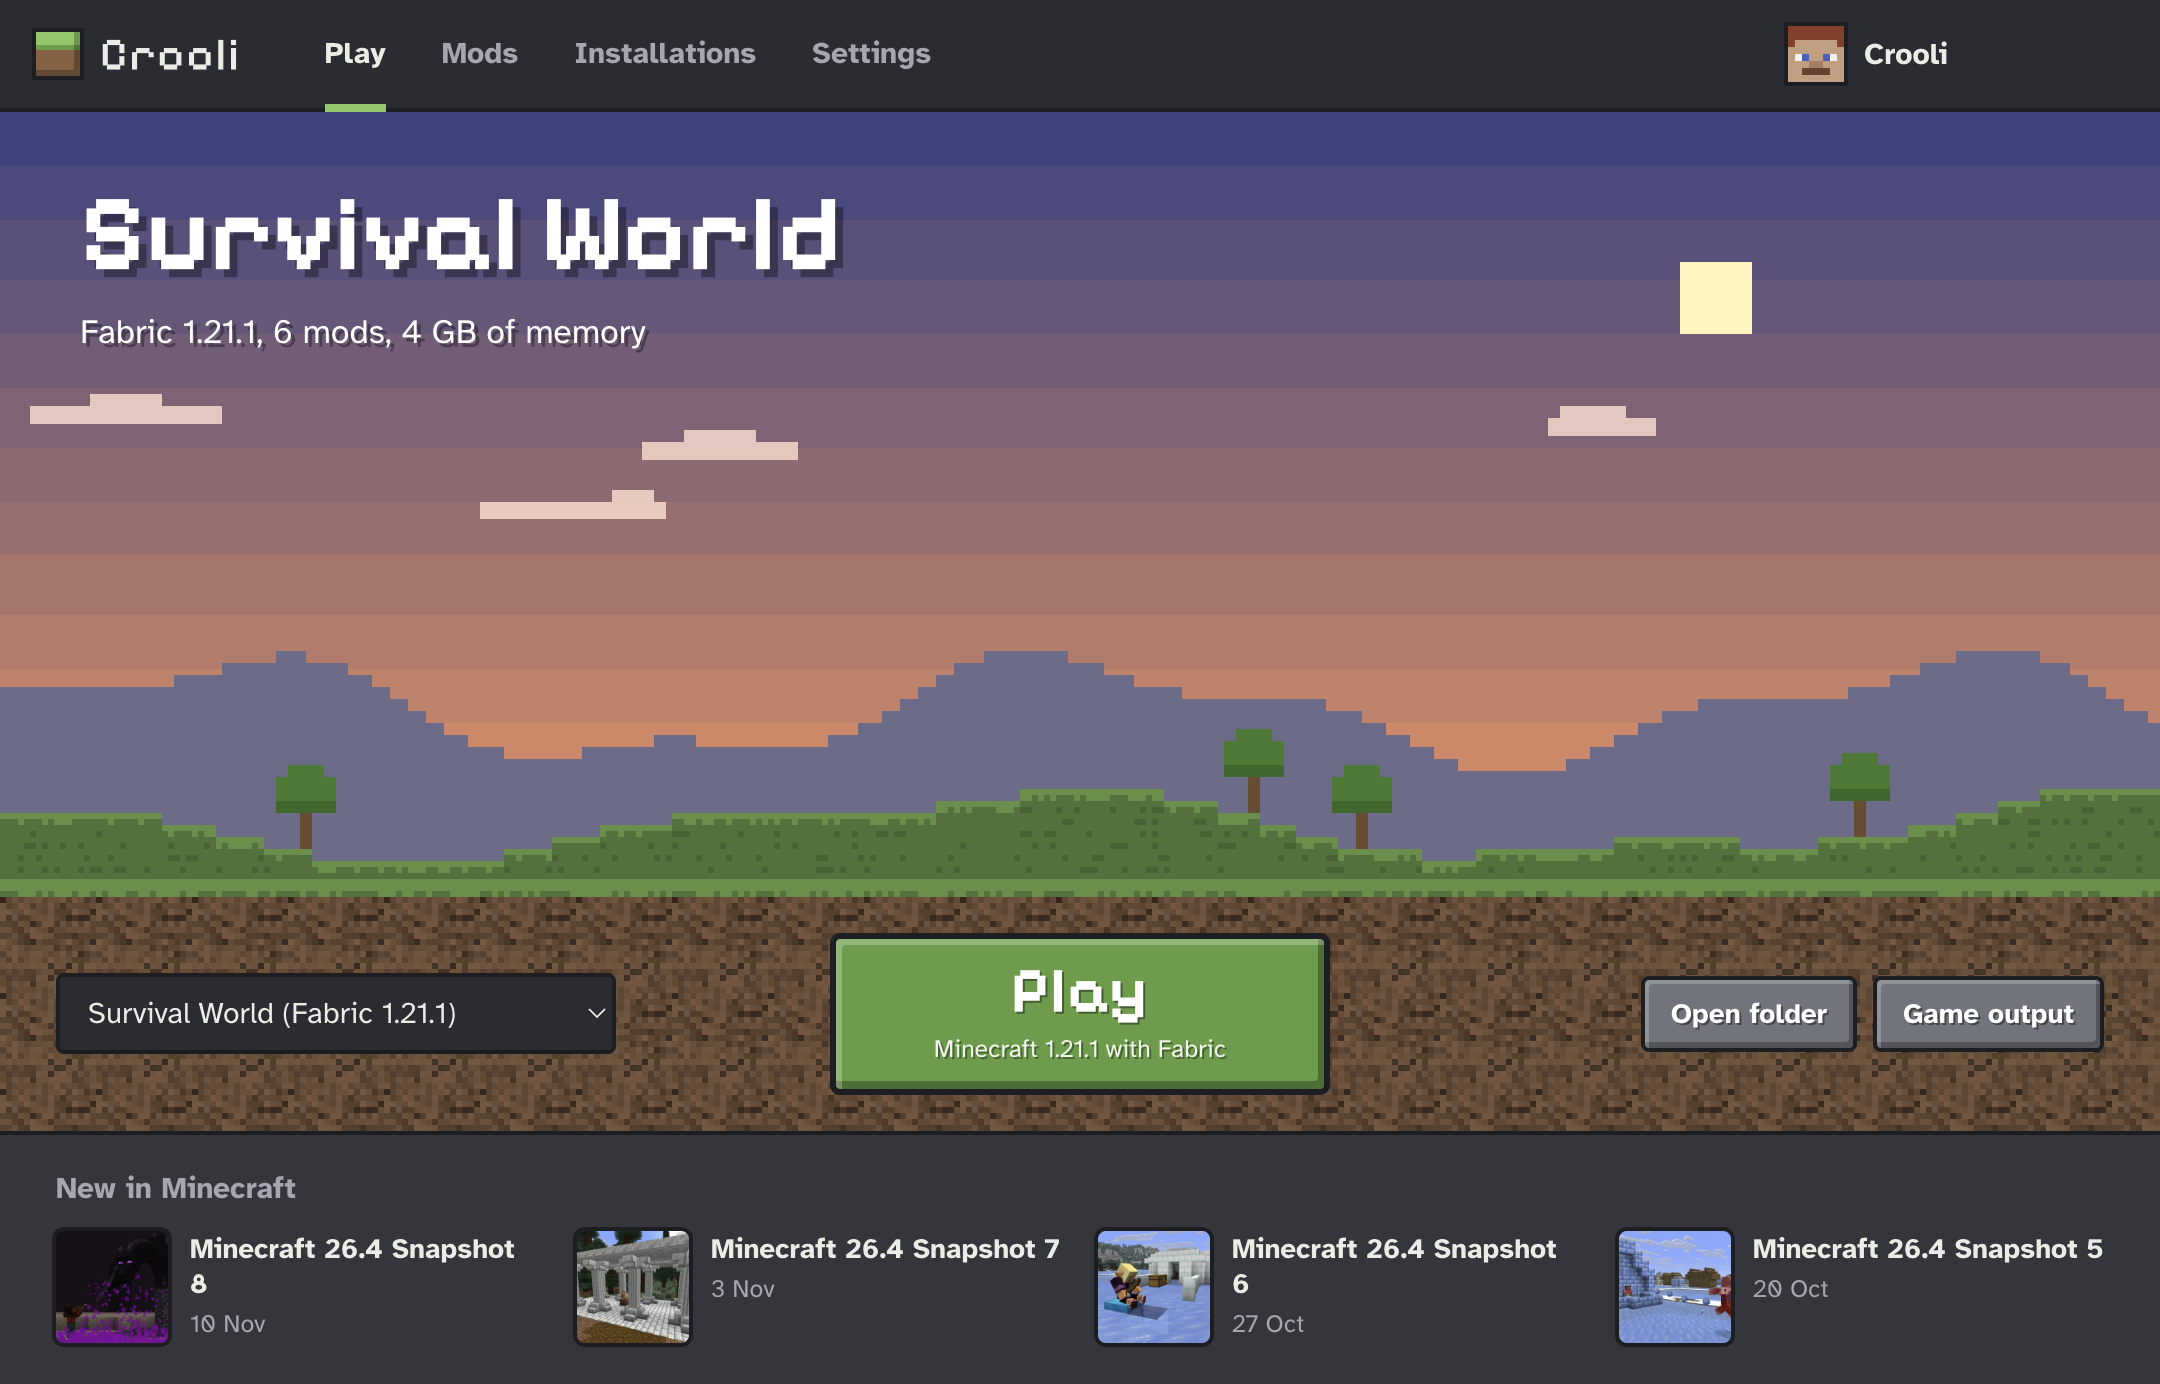 Crooli
Play
Mods
Installations
Settings
Crooli
Survival World
Fabric 1.21.1, 6 mods, 4 GB of memory
Survival World (Fabric 1.21.1)
Play
Minecraft 1.21.1 with Fabric
Open folder
Game output
New in Minecraft
Minecraft 26.4 Snapshot
8
10 Nov
Minecraft 26.4 Snapshot 7
3 Nov
Minecraft 26.4 Snapshot
6
27 Oct
Minecraft 26.4 Snapshot 5
20 Oct